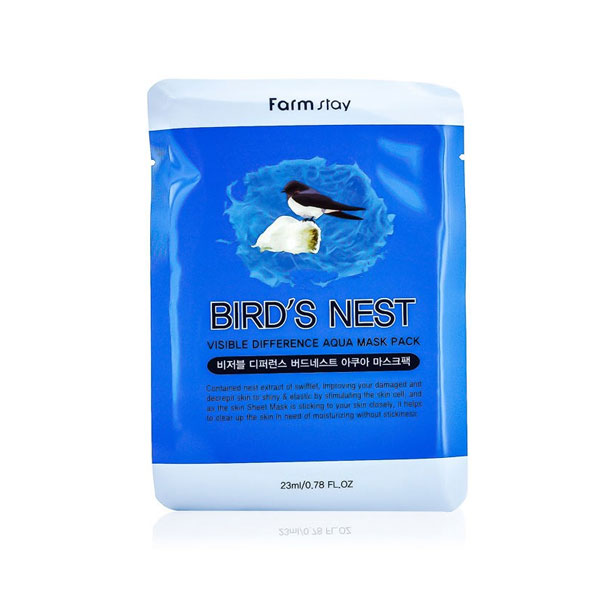 Farmstay
BIRD'S NEST
VISIBLE DIFFERENCE AQUA MASK PACK
비저블 디퍼런스 버드네스트 아쿠아 마스크팩
Contained nest extract of swiftlet, improving your damaged and
decrepit skin to shiny & elastic by stimulating the skin cell, and
as the skin Sheet Mask is sticking to your skin closely, it helps
to clear up the skin in need of moisturizing without stickiness.
23ml/0.78 FL.OZ